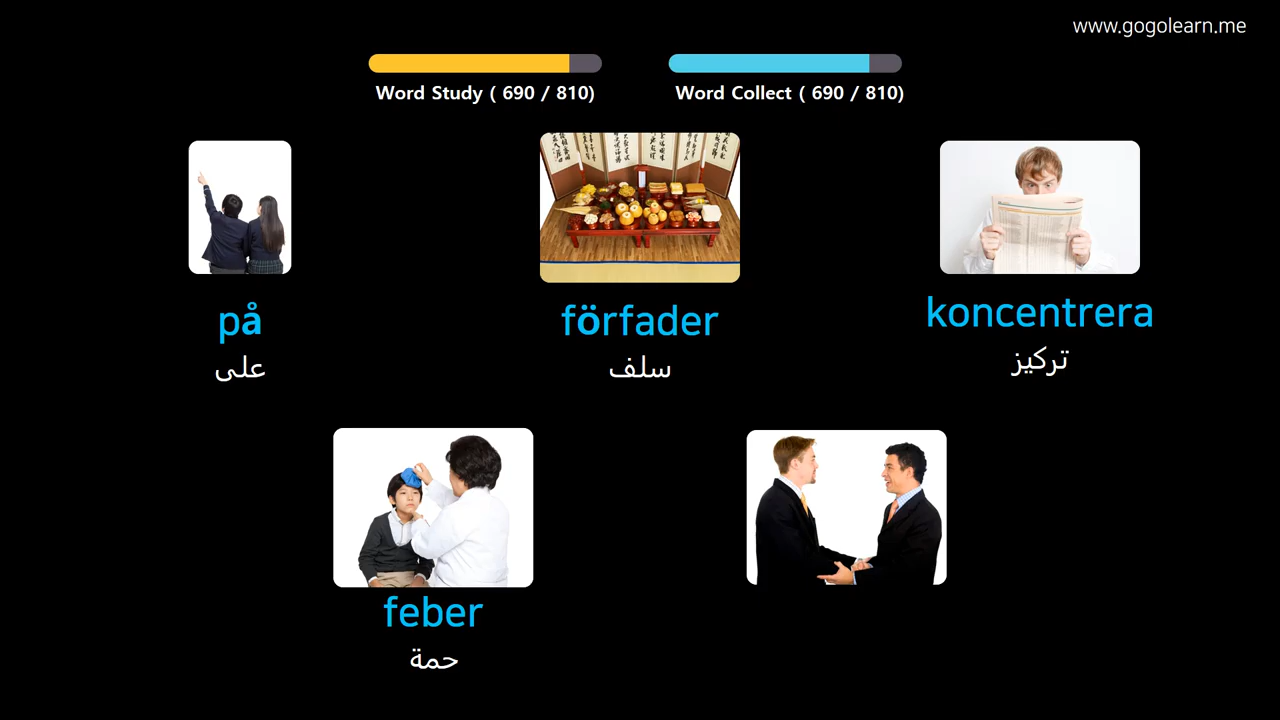 www.gogolearn.me
Word Study ( 690 / 810)
Word Collect ( 690 / 810)
på
على
förfader
سلف
koncentrera
تركيز
feber
حمة